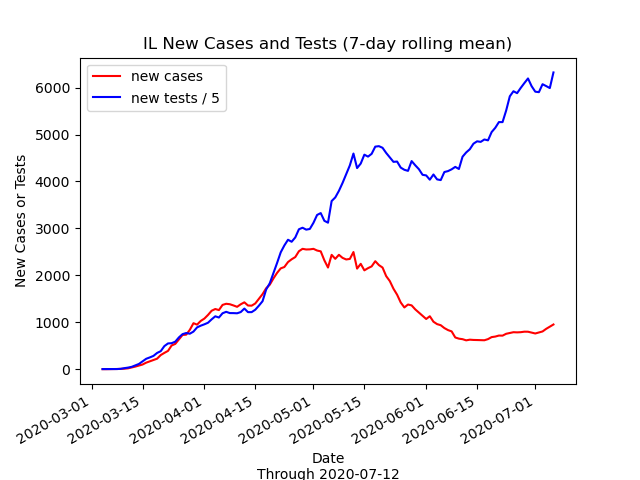 IL New Cases and Tests (7-day rolling mean)
new cases
new tests / 5
New Cases or Tests
6000
5000
4000
3000
2000
1000
0
2020-03-01
2020-03-15
2020-04-01
2020-04-15
2020-05-01
2020-05-15
2020-06-01
2020-06-15
2020-07-01
Date
Through 2020-07-12